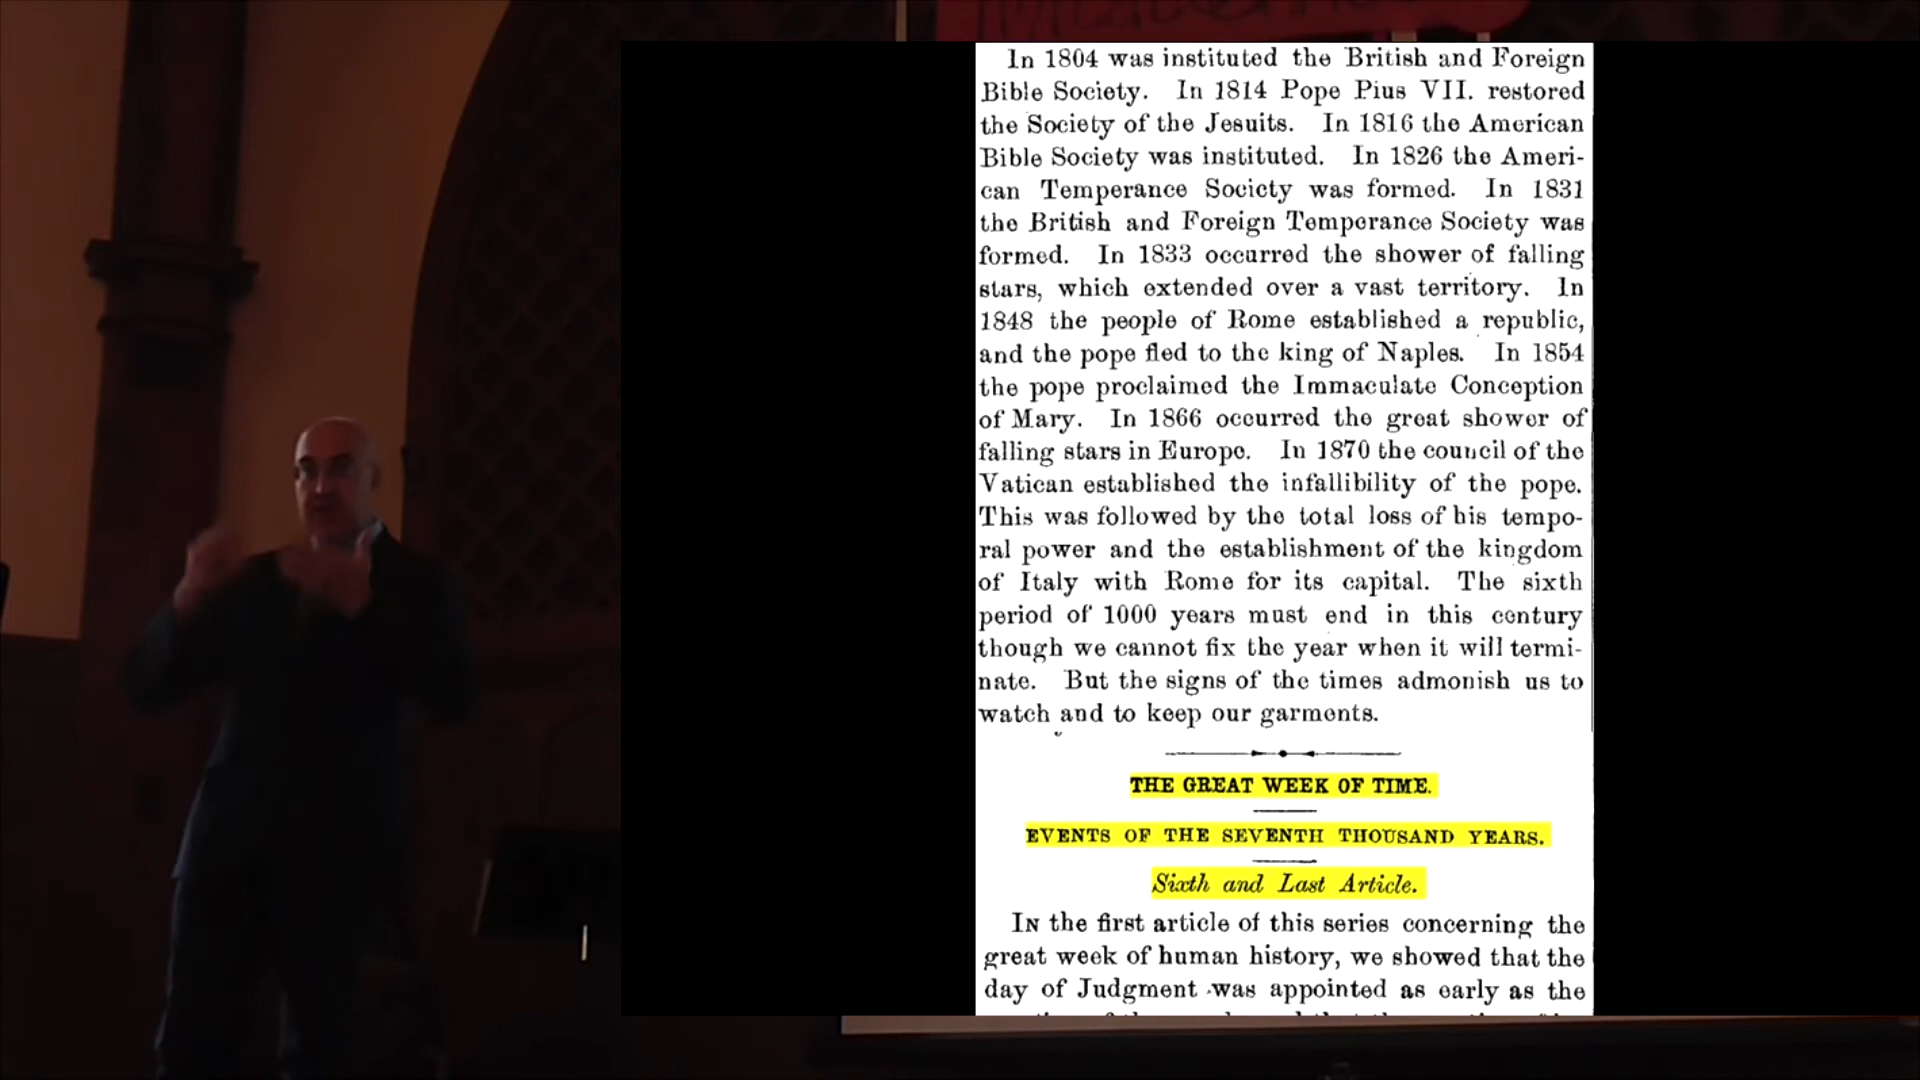 In 1804 was instituted the British and Foreign
Bible Society. In 1814 Pope Pius VII. restored
the Society of the Jesuits. In 1816 the American
Bible Society was instituted. In 1826 the Ameri-
can Temperance Society was formed. In 1831
the British and Foreign Temperance Society was
formed. In 1833 occurred the shower of falling
stars, which extended over a vast territory. In
1848 the people of Rome established a republic,
and the pope fled to the king of Naples. In 1854
the pope proclaimed the Immaculate Conception
of Mary. In 1866 occurred the great shower of
falling stars in Europe. In 1870 the council of the
Vatican established the infallibility of the pope.
This was followed by the total loss of his tempo-
ral power and the establishment of the kingdom
of Italy with Rome for its capital. The sixth
period of 1000 years must end in this century
though we cannot fix the year when it will termi-
nate. But the signs of the times admonish us to
watch and to keep our garments.
THE GREAT WEEK OF TIME.
EVENTS OF THE SEVENTH THOUSAND YEARS.
Sixth and Last Article.
IN the first article of this series concerning the
great week of human history, we showed that the
day of Judgment was appointed as early as the